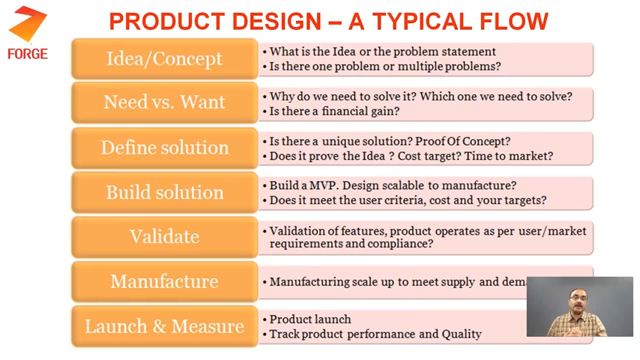 PRODUCT DESIGN – A TYPICAL FLOW
FORGE
Idea/Concept
• What is the Idea or the problem statement
• Is there one problem or multiple problems?
Need vs. Want
• Why do we need to solve it? Which one we need to solve?
• Is there a financial gain?
Define solution
• Is there a unique solution? Proof Of Concept?
• Does it prove the Idea ? Cost target? Time to market?
Build solution
• Build a MVP. Design scalable to manufacture?
• Does it meet the user criteria, cost and your targets?
Validate
• Validation of features, product operates as per user/market
requirements and compliance?
Manufacture
• Manufacturing scale up to meet supply and
Launch & Measure
• Product launch
• Track product performance and Quality